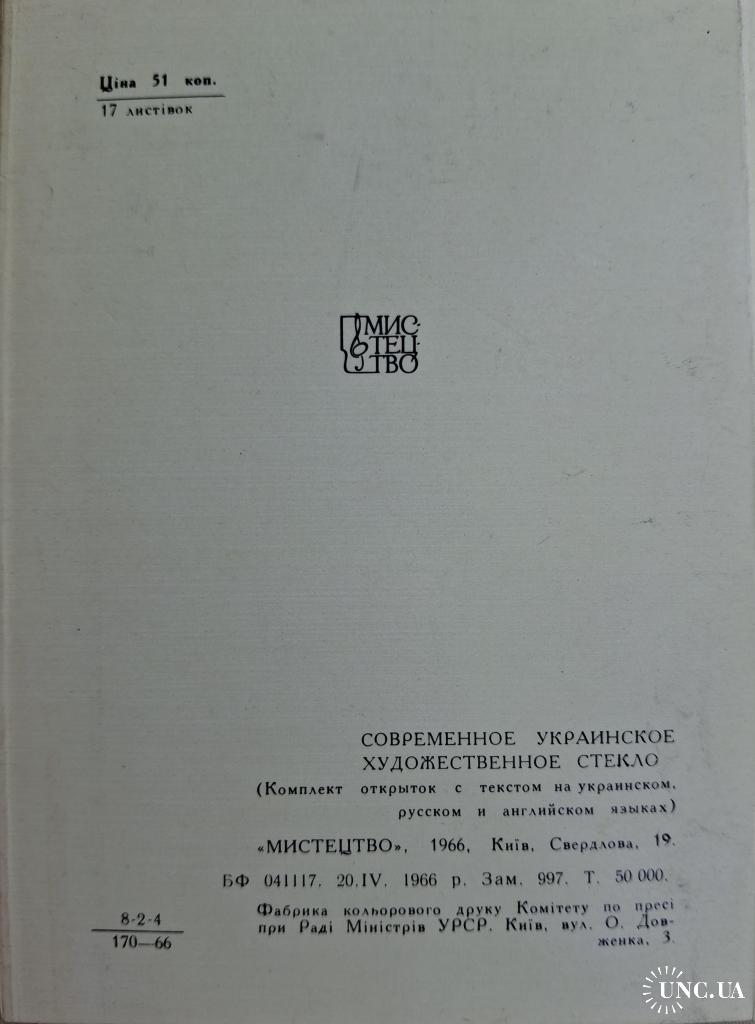 Ціна 51 коп.
17 листівок
МИС-
ТЕЦ-
ТВО
СОВРЕМЕННОЕ УКРАИНСКОЕ
ХУДОЖЕСТВЕННОЕ СТЕКЛО
(Комплект открыток с текстом на украинском,
русском и английском языках)
«МИСТЕЦТВО», 1966, Київ, Свердлова, 19.
БФ 041117. 20.IV. 1966 р. Зам. 997. Т. 50 000.
Фабрика кольорового друку Комітету по пресі
при Раді Міністрів УРСР. Київ, вул. О. Дов-
женка, 3.
8-2-4
170—66
UNC.UA